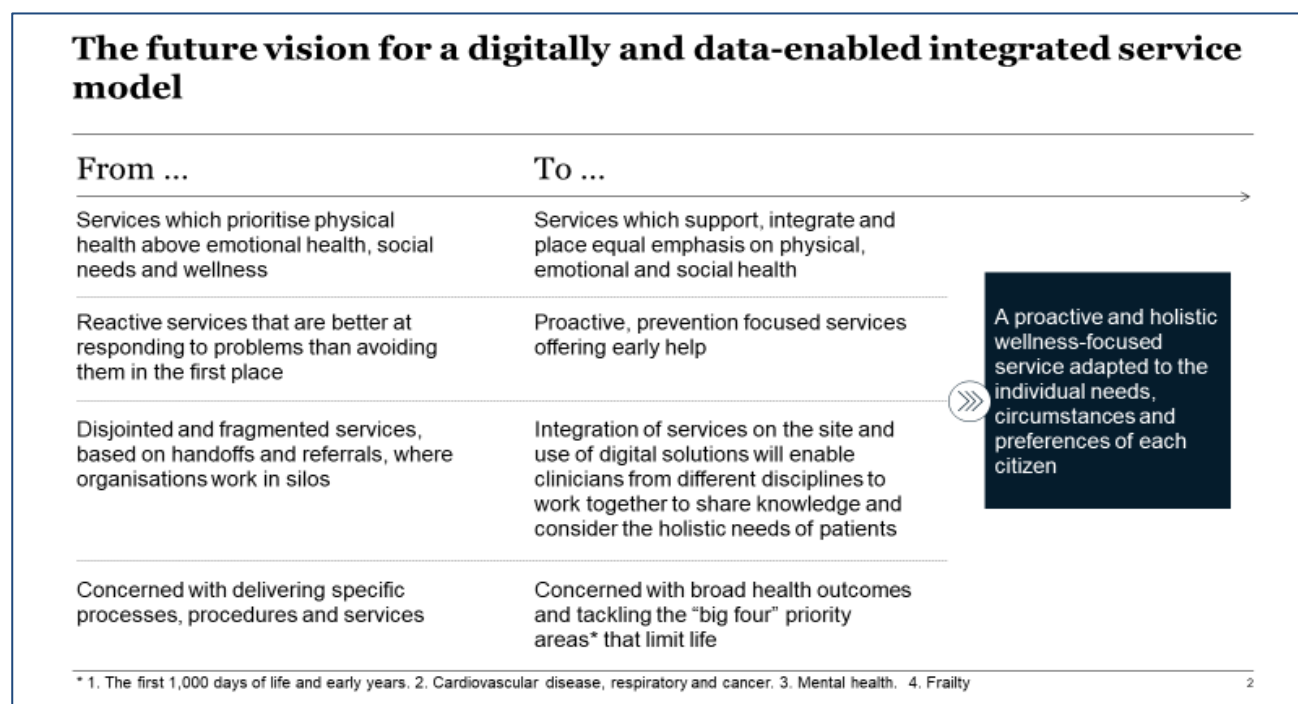 The future vision for a digitally and data-enabled integrated service
model
From ...
To ...
Services which prioritise physical
health above emotional health, social
needs and wellness
Services which support, integrate and
place equal emphasis on physical,
emotional and social health
Reactive services that are better at
responding to problems than avoiding
them in the first place
Proactive, prevention focused services
offering early help
Disjointed and fragmented services,
based on handoffs and referrals, where
organisations work in silos
Integration of services on the site and
use of digital solutions will enable
clinicians from different disciplines to
work together to share knowledge and
consider the holistic needs of patients
Concerned with delivering specific
processes, procedures and services
Concerned with broad health outcomes
and tackling the “big four” priority
areas* that limit life
A proactive and holistic
wellness-focused
service adapted to the
individual needs,
circumstances and
preferences of each
citizen
* 1. The first 1,000 days of life and early years. 2. Cardiovascular disease, respiratory and cancer. 3. Mental health. 4. Frailty
2